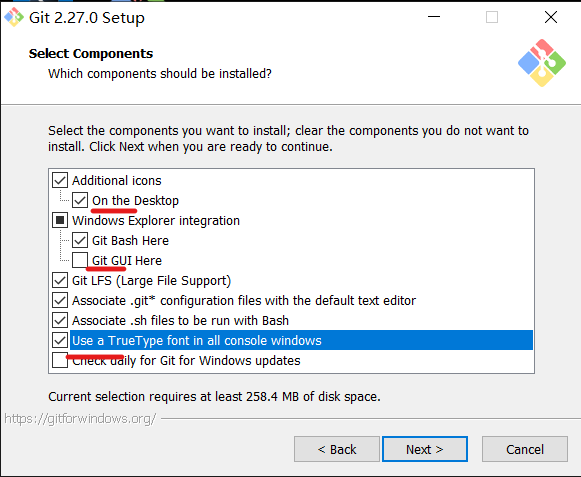 Git 2.27.0 Setup
Select Components
Which components should be installed?
Select the components you want to install; clear the components you do not want to
install. Click Next when you are ready to continue.
Additional icons
On the Desktop
Windows Explorer integration
Git Bash Here
Git GUI Here
Git LFS (Large File Support)
Associate .git* configuration files with the default text editor
Associate .sh files to be run with Bash
Use a TrueType font in all console windows
Check daily for Git for Windows updates
Current selection requires at least 258.4 MB of disk space.
https://gitforwindows.org/
< Back Next > Cancel